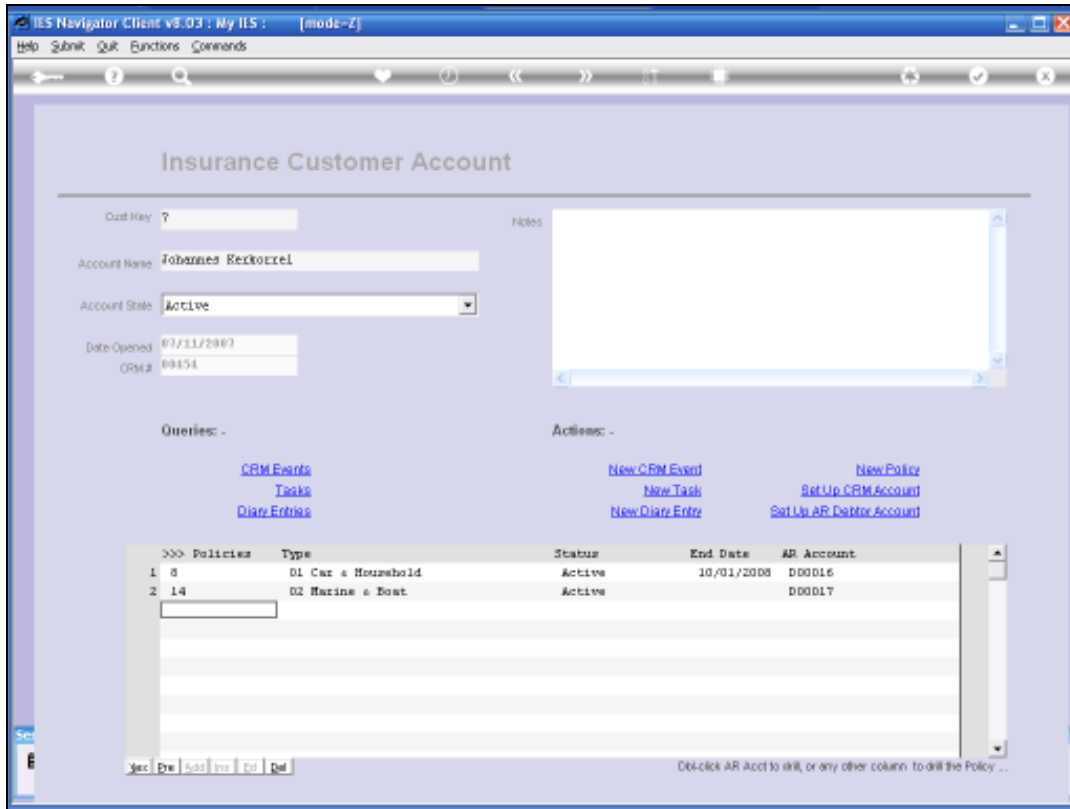 IES Navigator Client v8.03 : My IES : [mode=Z]
Help Submit Quit Functions Commands
Insurance Customer Account
Cust Key 7
Notes
Account Name Johannes Kerkorrel
Account State Active
Date Opened 07/11/2007
CRM # 00454
Queries: -
Actions: -
CRM Events New CRM Event New Policy
Tasks New Task Set Up CRM Account
Diary Entries New Diary Entry Set Up AR Debtor Account
>>> Policies Type Status End Date AR Account
1 8 01 Car & Household Active 10/01/2008 D00016
2 14 02 Marine & Boat Active D00017
Nex Pre Add Ins Ed Del
Dbl-click AR Acct to drill, or any other column to drill the Policy ...